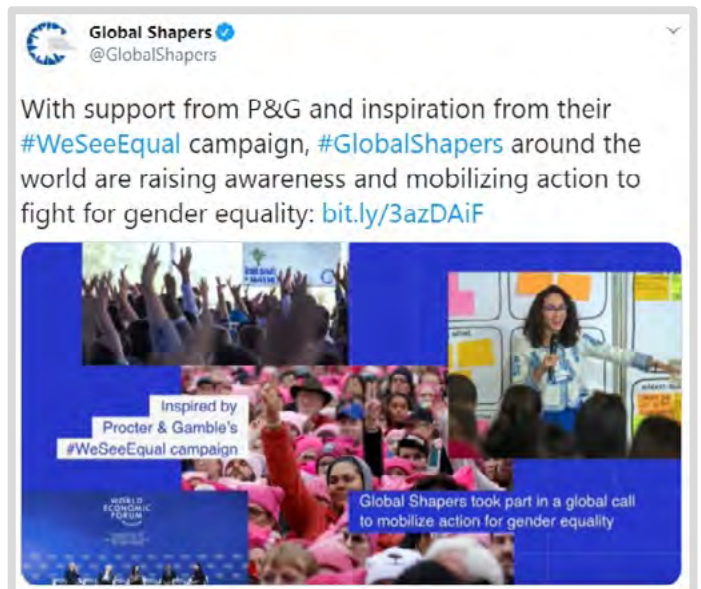 Global Shapers
@GlobalShapers
With support from P&G and inspiration from their
#WeSeeEqual campaign, #GlobalShapers around the
world are raising awareness and mobilizing action to
fight for gender equality: bit.ly/3azDAiF
Inspired by
Procter & Gamble's
#WeSeeEqual campaign
Global Shapers took part in a global call
to mobilize action for gender equality
WORLD
ECONOMIC
FORUM